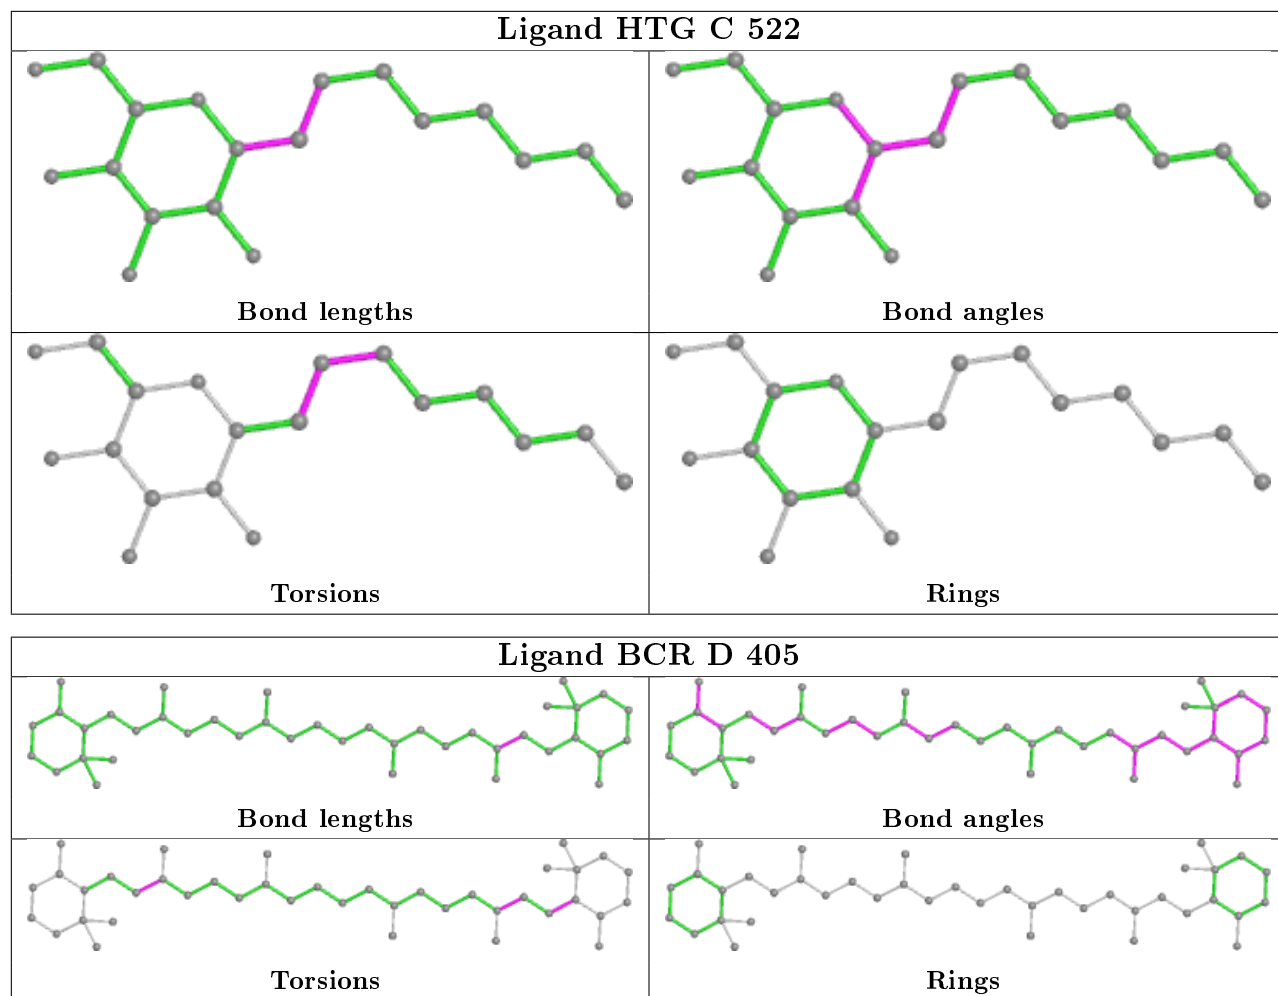 Ligand HTG C 522
Bond lengths
Bond angles
Torsions
Rings
Ligand BCR D 405
Bond lengths
Bond angles
Torsions
Rings